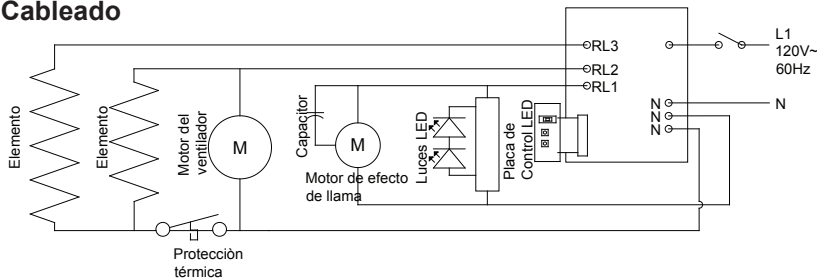 Cableado
RL3
RL2
RL1
L1
120V~
60Hz
N
N
N
N
Elemento
Elemento
Motor del
ventilador
M
Capacitor
M
Motor de efecto
de llama
Luces LED
Placa de
Control LED
Protecciòn
térmica